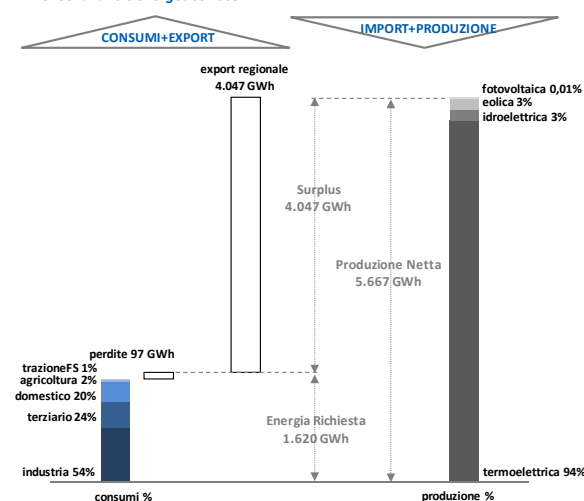 CONSUMI+EXPORT
IMPORT+PRODUZIONE
export regionale
4.047 GWh
fotovoltaica 0,01%
eolica 3%
idroelettrica 3%
Surplus
4.047 GWh
Produzione Netta
5.667 GWh
perdite 97 GWh
trazioneFS 1%
agricoltura 2%
domestico 20%
terziario 24%
Energia Richiesta
1.620 GWh
industria 54%
termoelettrica 94%
consumi %
produzione %